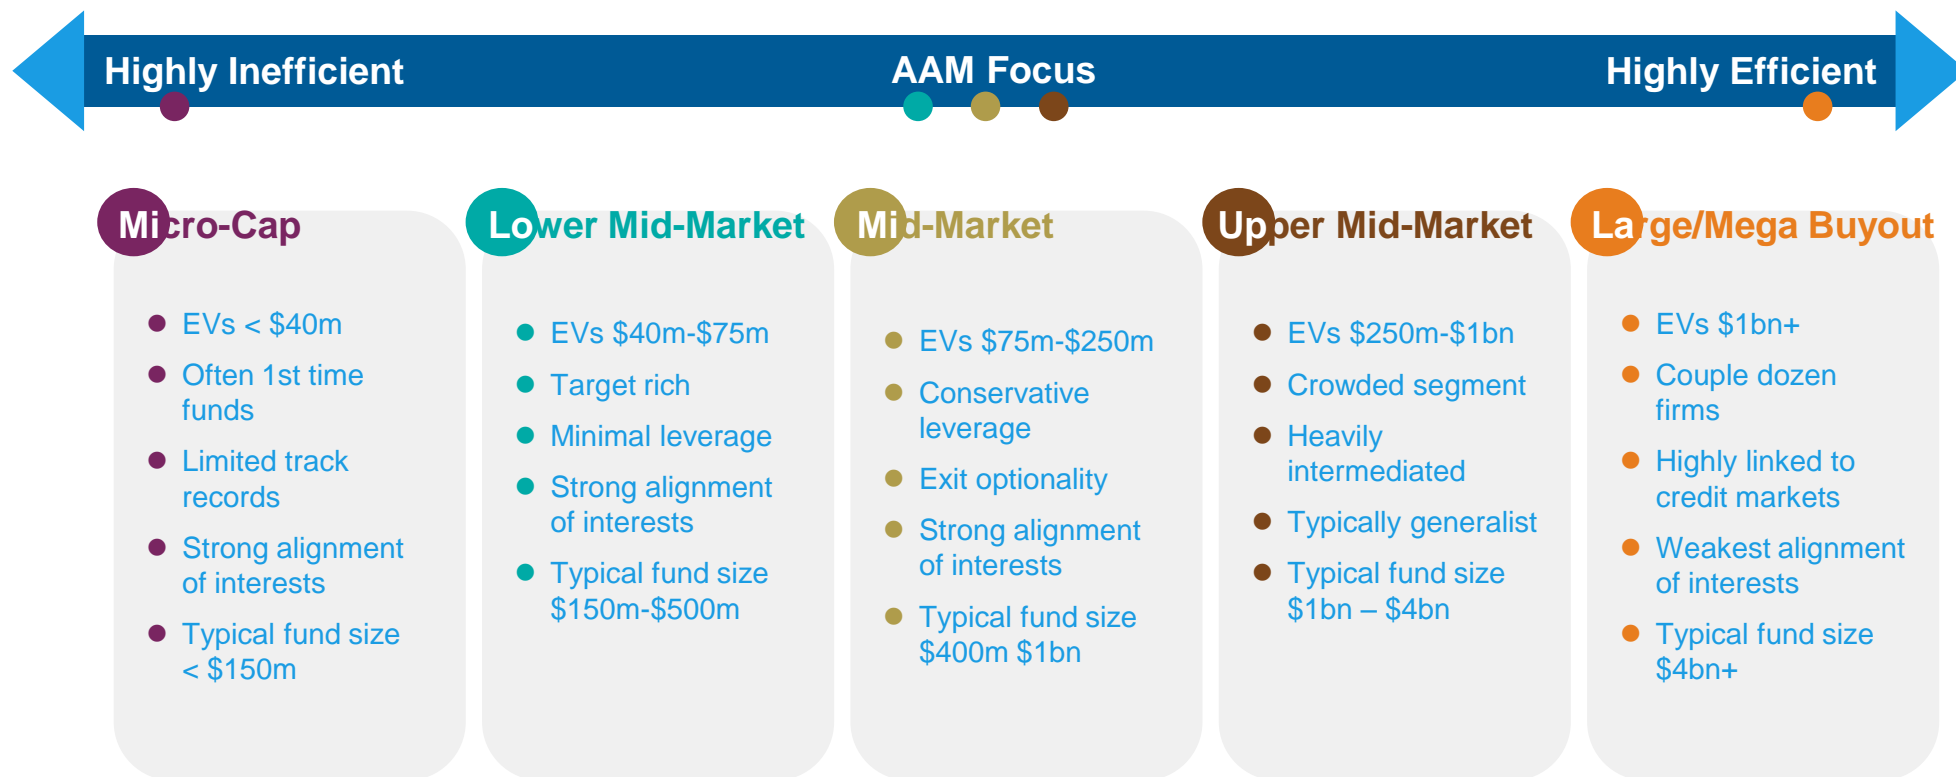 Highly Inefficient
AAM Focus
Highly Efficient
Micro-Cap
EVs < $40m
Often 1st time
funds
Limited track
records
Strong alignment
of interests
Typical fund size
< $150m
Lower Mid-Market
EVs $40m-$75m
Target rich
Minimal leverage
Strong alignment
of interests
Typical fund size
$150m-$500m
Mid-Market
EVs $75m-$250m
Conservative
leverage
Exit optionality
Strong alignment
of interests
Typical fund size
$400m $1bn
Upper Mid-Market
EVs $250m-$1bn
Crowded segment
Heavily
intermediated
Typically generalist
Typical fund size
$1bn – $4bn
Large/Mega Buyout
EVs $1bn+
Couple dozen
firms
Highly linked to
credit markets
Weakest alignment
of interests
Typical fund size
$4bn+